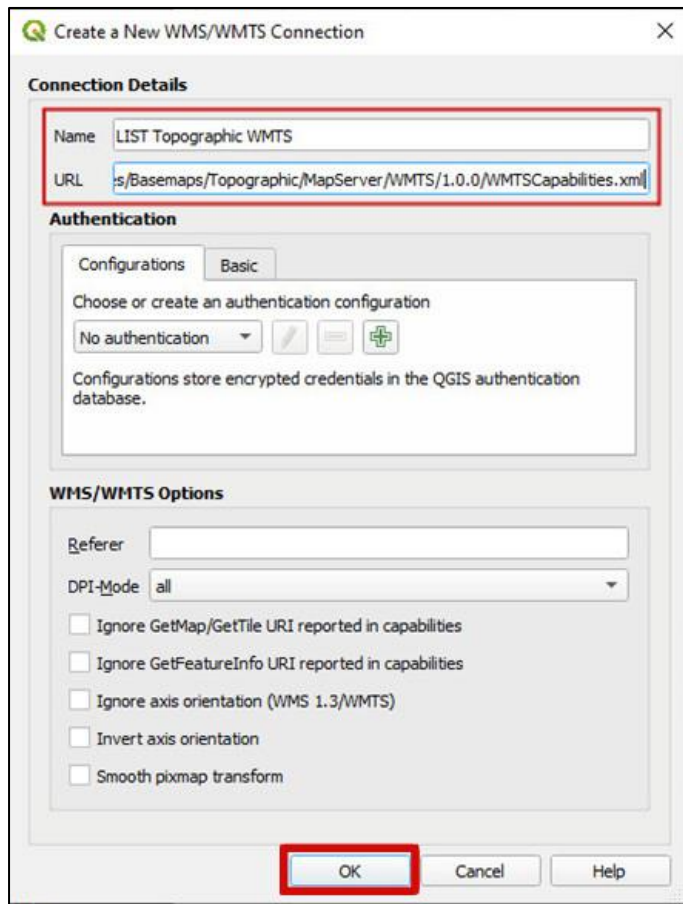 Create a New WMS/WMTS Connection
Connection Details
Name LIST Topographic WMTS
URL es/Basemaps/Topographic/MapServer/WMTS/1.0.0/WMTSCapabilities.xml
Authentication
Configurations Basic
Choose or create an authentication configuration
No authentication
Configurations store encrypted credentials in the QGIS authentication
database.
WMS/WMTS Options
Referer
DPI-Mode all
Ignore GetMap/GetTile URI reported in capabilities
Ignore GetFeatureInfo URI reported in capabilities
Ignore axis orientation (WMS 1.3/WMTS)
Invert axis orientation
Smooth pixmap transform
OK Cancel Help